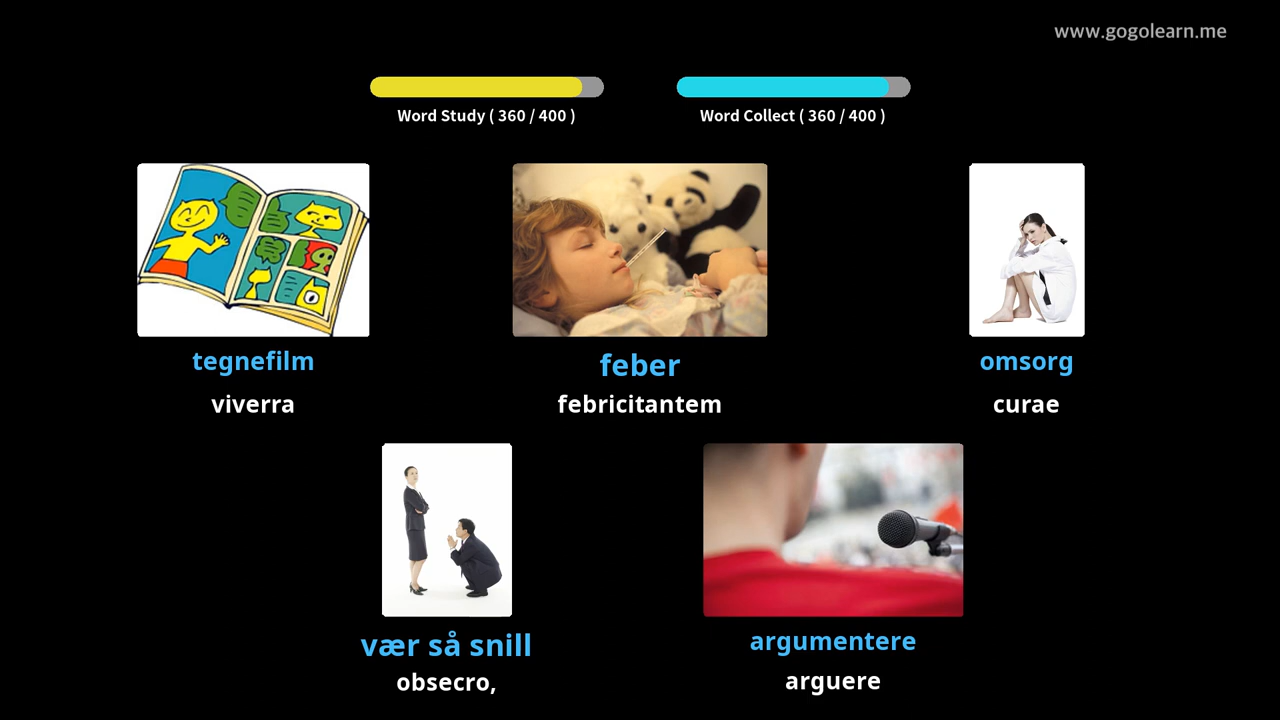 www.gogolearn.me
Word Study ( 360 / 400 )
Word Collect ( 360 / 400 )
tegnefilm
feber
omsorg
viverra
febricitantem
curae
vær så snill
argumentere
obsecro,
arguere